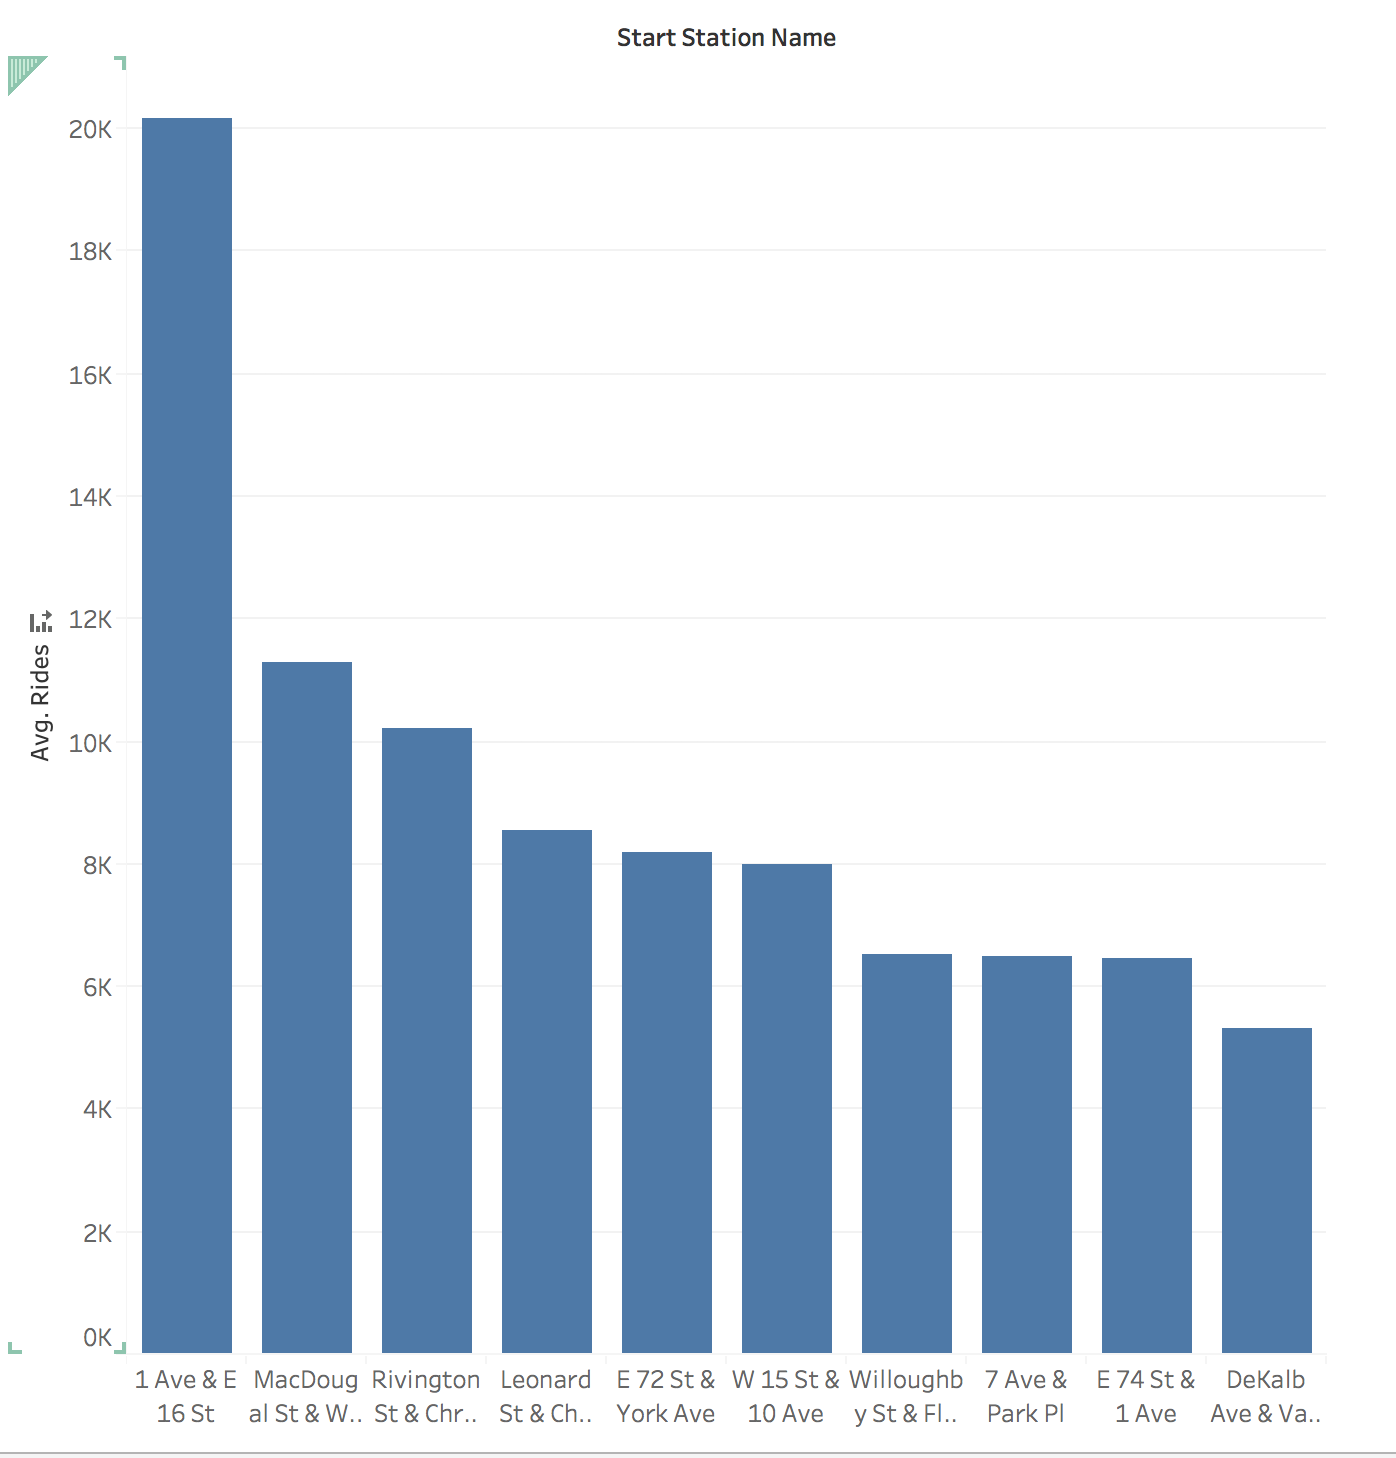 Start Station Name
20K
18K
16K
14K
12K
10K
8K
6K
4K
2K
0K
Avg. Rides
1 Ave & E
16 St
MacDoug
al St & W..
Rivington
St & Chr..
Leonard
St & Ch..
E 72 St &
York Ave
W 15 St &
10 Ave
Willoughb
y St & Fl..
7 Ave &
Park Pl
E 74 St &
1 Ave
DeKalb
Ave & Va..